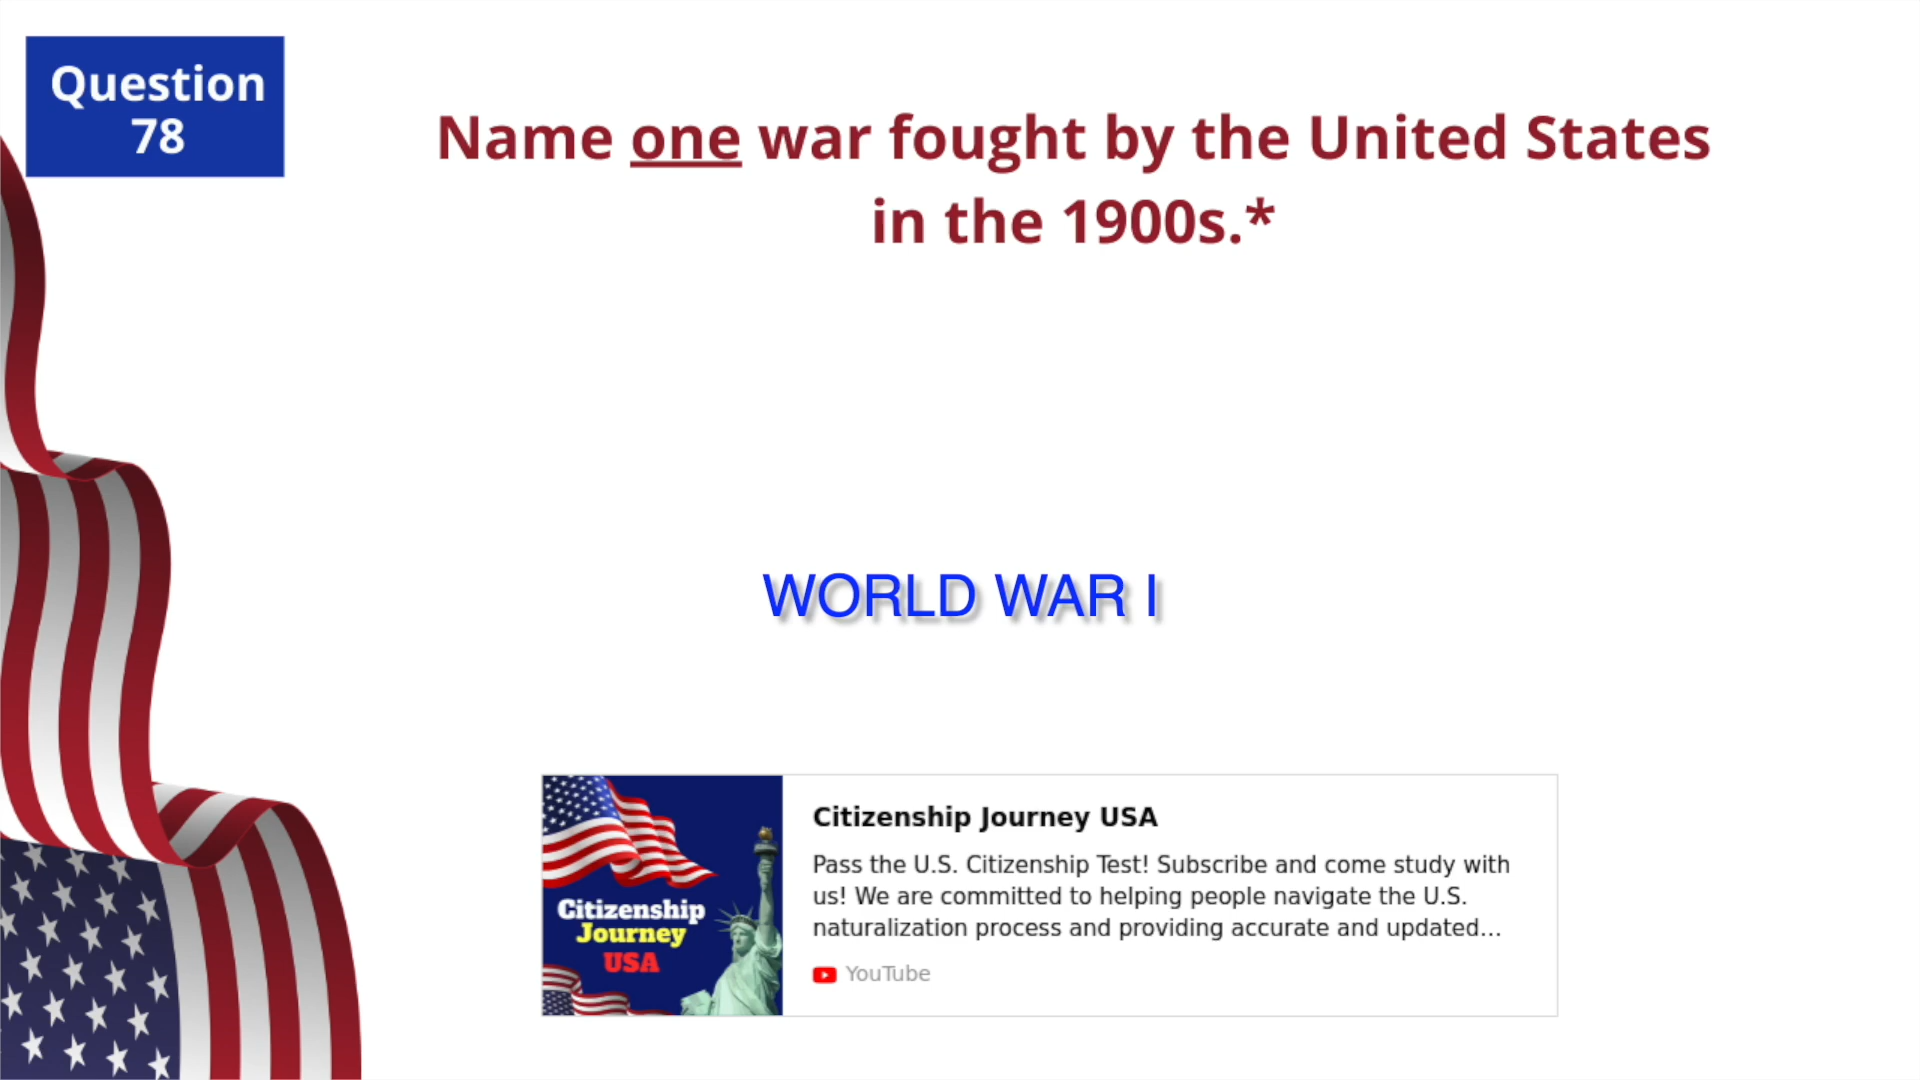 Question
78
Name one war fought by the United States
in the 1900s.*
WORLD WAR I
Citizenship
Journey
USA
Citizenship Journey USA
Pass the U.S. Citizenship Test! Subscribe and come study with
us! We are committed to helping people navigate the U.S.
naturalization process and providing accurate and updated...
YouTube